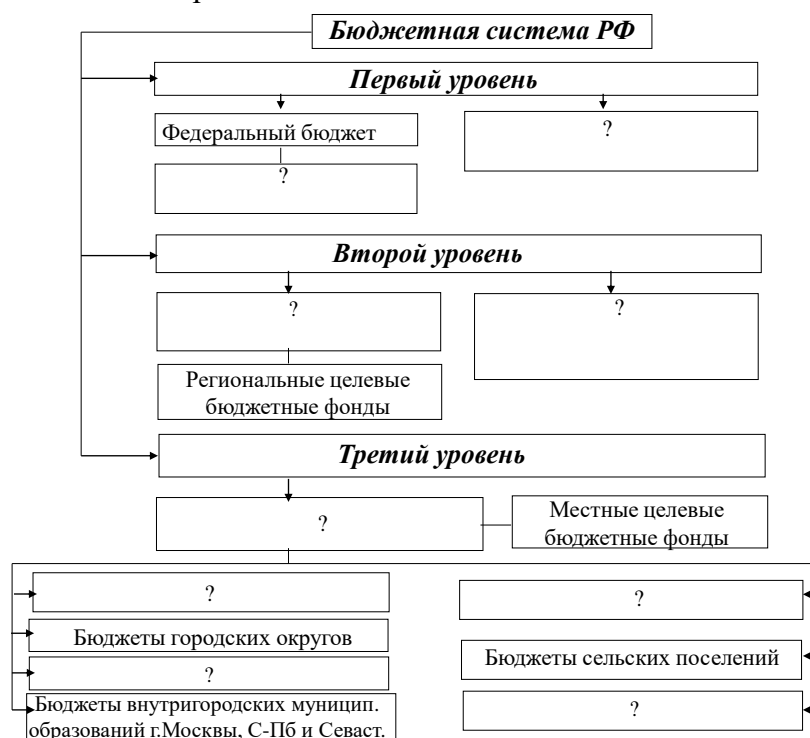 Бюджетная система РФ
Первый уровень
Федеральный бюджет
?
?
Второй уровень
?
?
Региональные целевые
бюджетные фонды
Третий уровень
?
Местные целевые
бюджетные фонды
?
?
Бюджеты городских округов
Бюджеты сельских поселений
?
?
Бюджеты внутригородских муницип.
образований г.Москвы, С-Пб и Севаст.